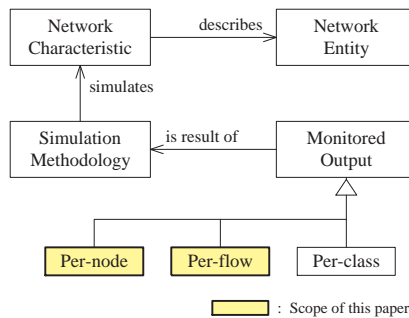 Network
Characteristic
describes
Network
Entity
simulates
Simulation
Methodology
is result of
Monitored
Output
Per-node
Per-flow
Per-class
: Scope of this paper